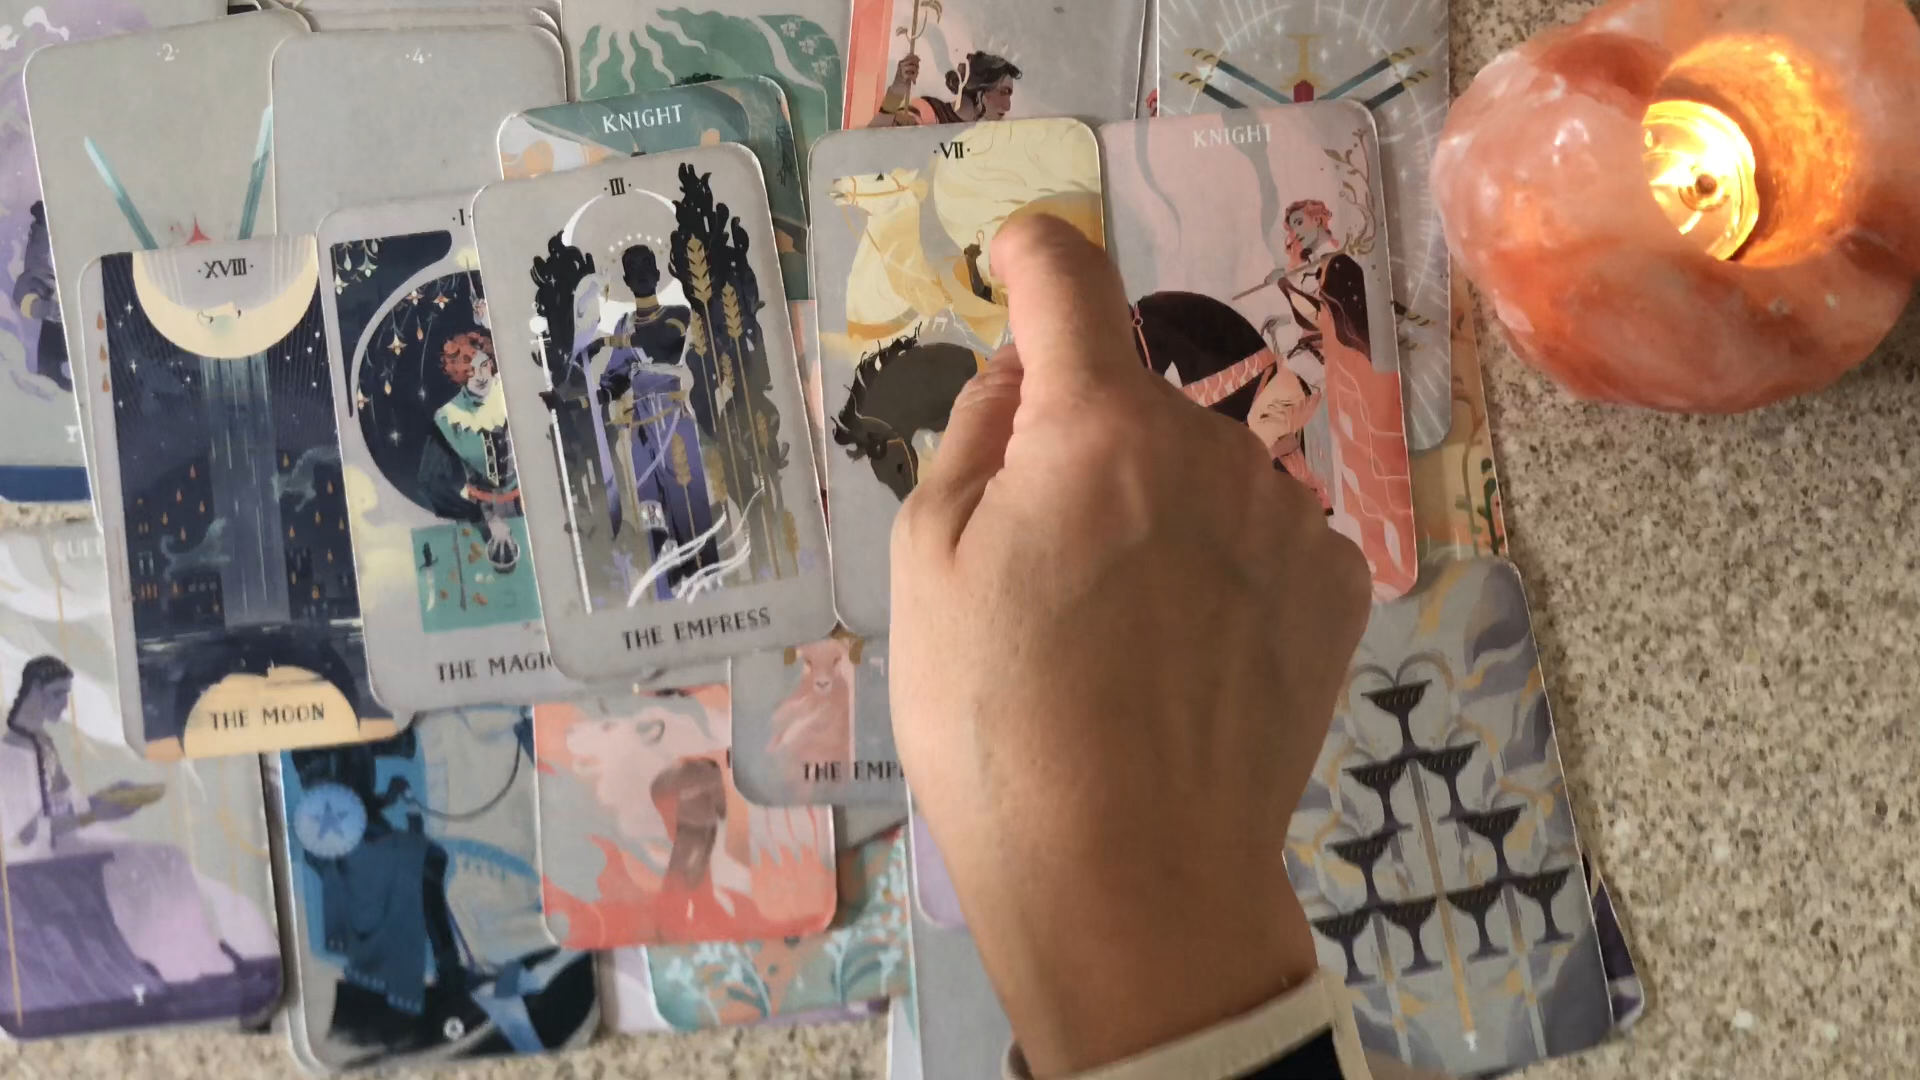 ·2·
·4·
KNIGHT
·VII·
KNIGHT
·III·
·I·
·XVIII·
THE EMPRESS
THE MAGIC
THE MOON
THE EMP